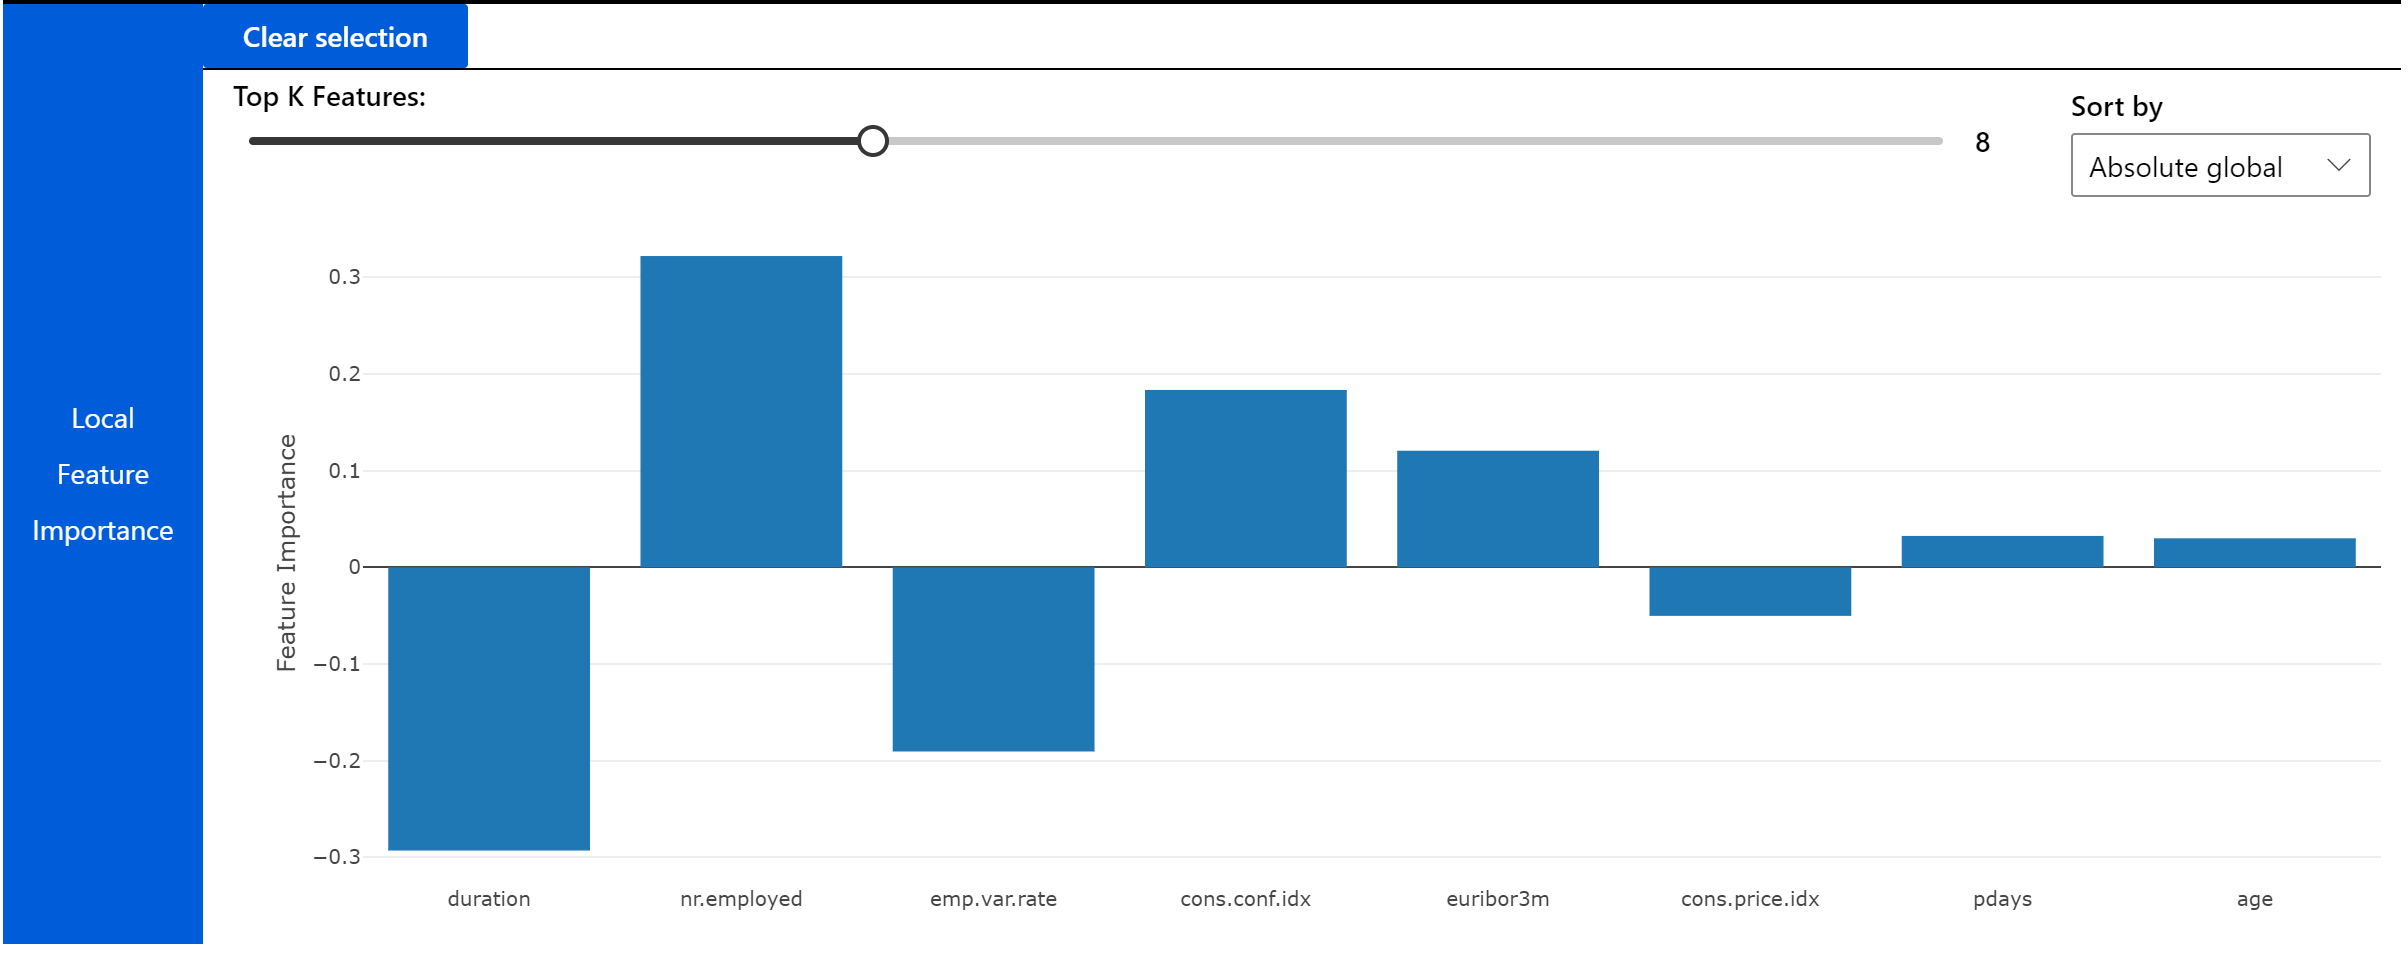 Clear selection
Top K Features:
8
Sort by
Absolute global
Local
Feature
Importance
Feature Importance
0.3
0.2
0.1
0
−0.1
−0.2
−0.3
duration nr.employed emp.var.rate cons.conf.idx euribor3m cons.price.idx pdays age